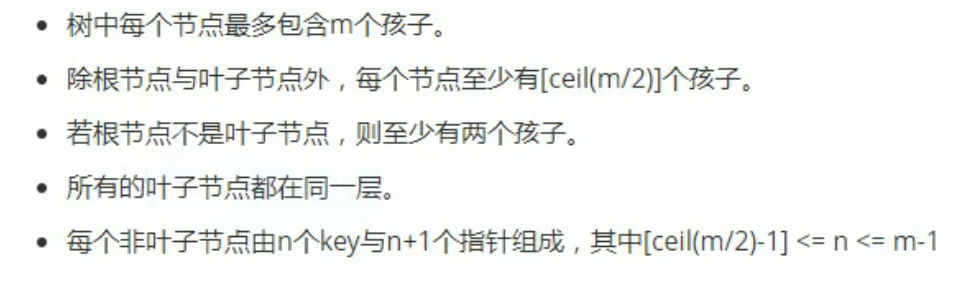 • 树中每个节点最多包含m个孩子。
• 除根节点与叶子节点外，每个节点至少有[ceil(m/2)]个孩子。
• 若根节点不是叶子节点，则至少有两个孩子。
• 所有的叶子节点都在同一层。
• 每个非叶子节点由n个key与n+1个指针组成，其中[ceil(m/2)-1] <= n <= m-1